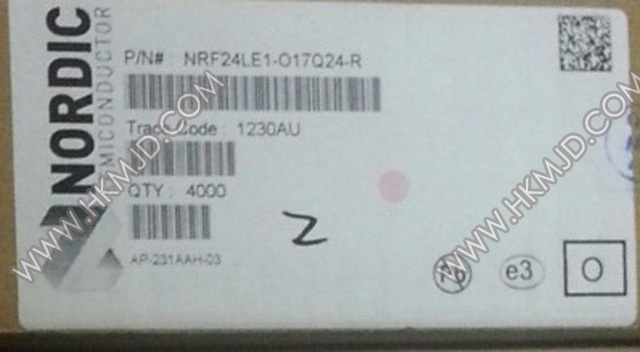 NORDIC
SEMICONDUCTOR
P/N# : NRF24LE1-O17Q24-R
Trace Code : 1230AU
QTY : 4000
AP-231AAH-03
Z
Pb
e3
O
WWW.HKMJD.COM
WWW.HKMJD.COM